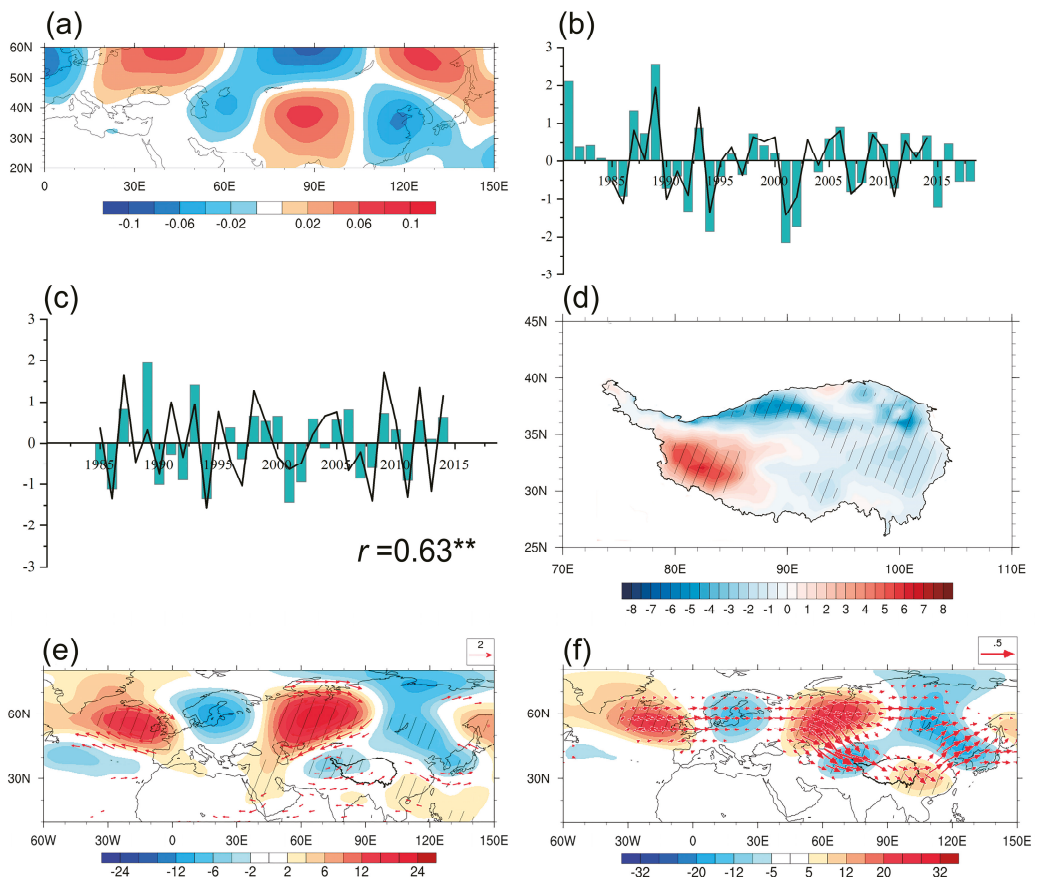 (a)
60N
50N
40N
30N
20N
0 30E 60E 90E 120E 150E
-0.1 -0.06 -0.02 0.02 0.06 0.1
(b)
3
2
1
0
-1
-2
-3
1985 1990 1995 2000 2005 2010 2015
(c)
3
2
1
0
-1
-2
-3
1985 1990 1995 2000 2005 2010 2015
r =0.63**
(d)
45N
40N
35N
30N
25N
70E 80E 90E 100E 110E
-8 -7 -6 -5 -4 -3 -2 -1 0 1 2 3 4 5 6 7 8
(e)
2
60N
30N
60W 30W 0 30E 60E 90E 120E 150E
-24 -12 -6 -2 2 6 12 24
(f)
.5
60N
30N
60W 30W 0 30E 60E 90E 120E 150E
-32 -20 -12 -5 5 12 20 32